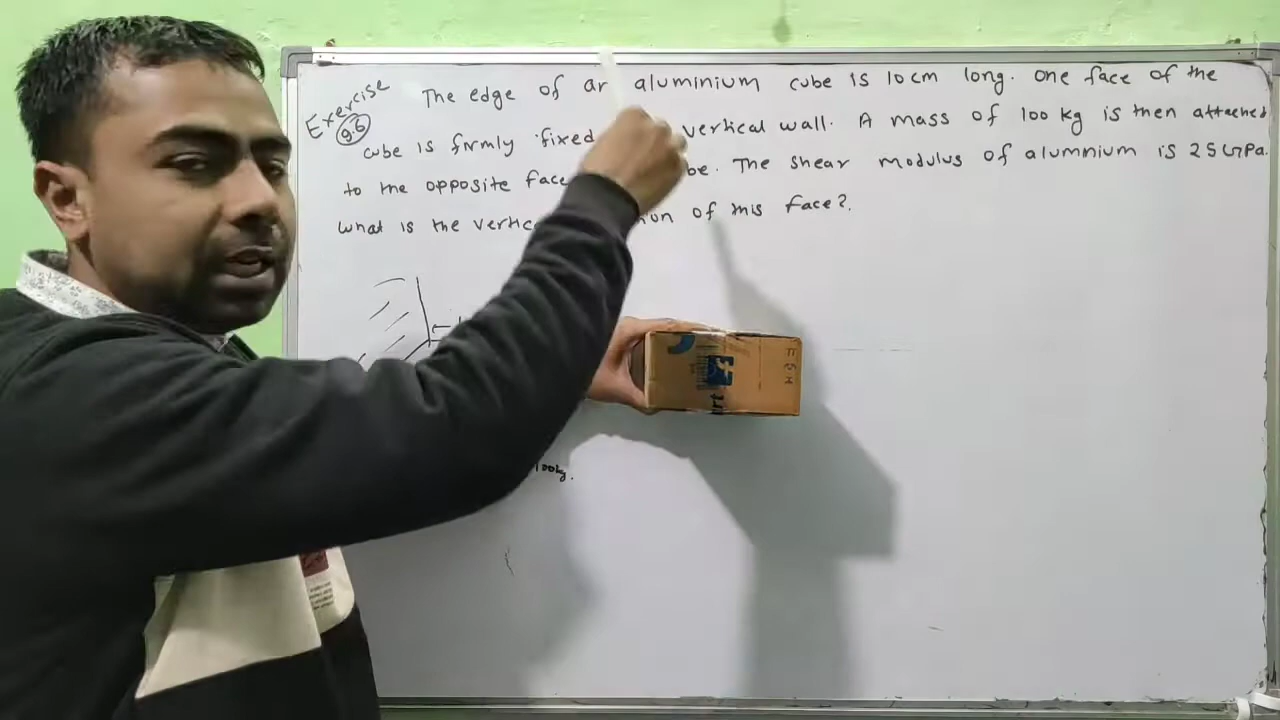 Exercise
9.6
The edge of an aluminium cube is 10cm long. One face of the
cube is firmly fixed vertical wall. A mass of 100 kg is then attached
to the opposite face be. The shear modulus of alumnium is 25GPa.
What is the vertic ion of this face?.
100kg.